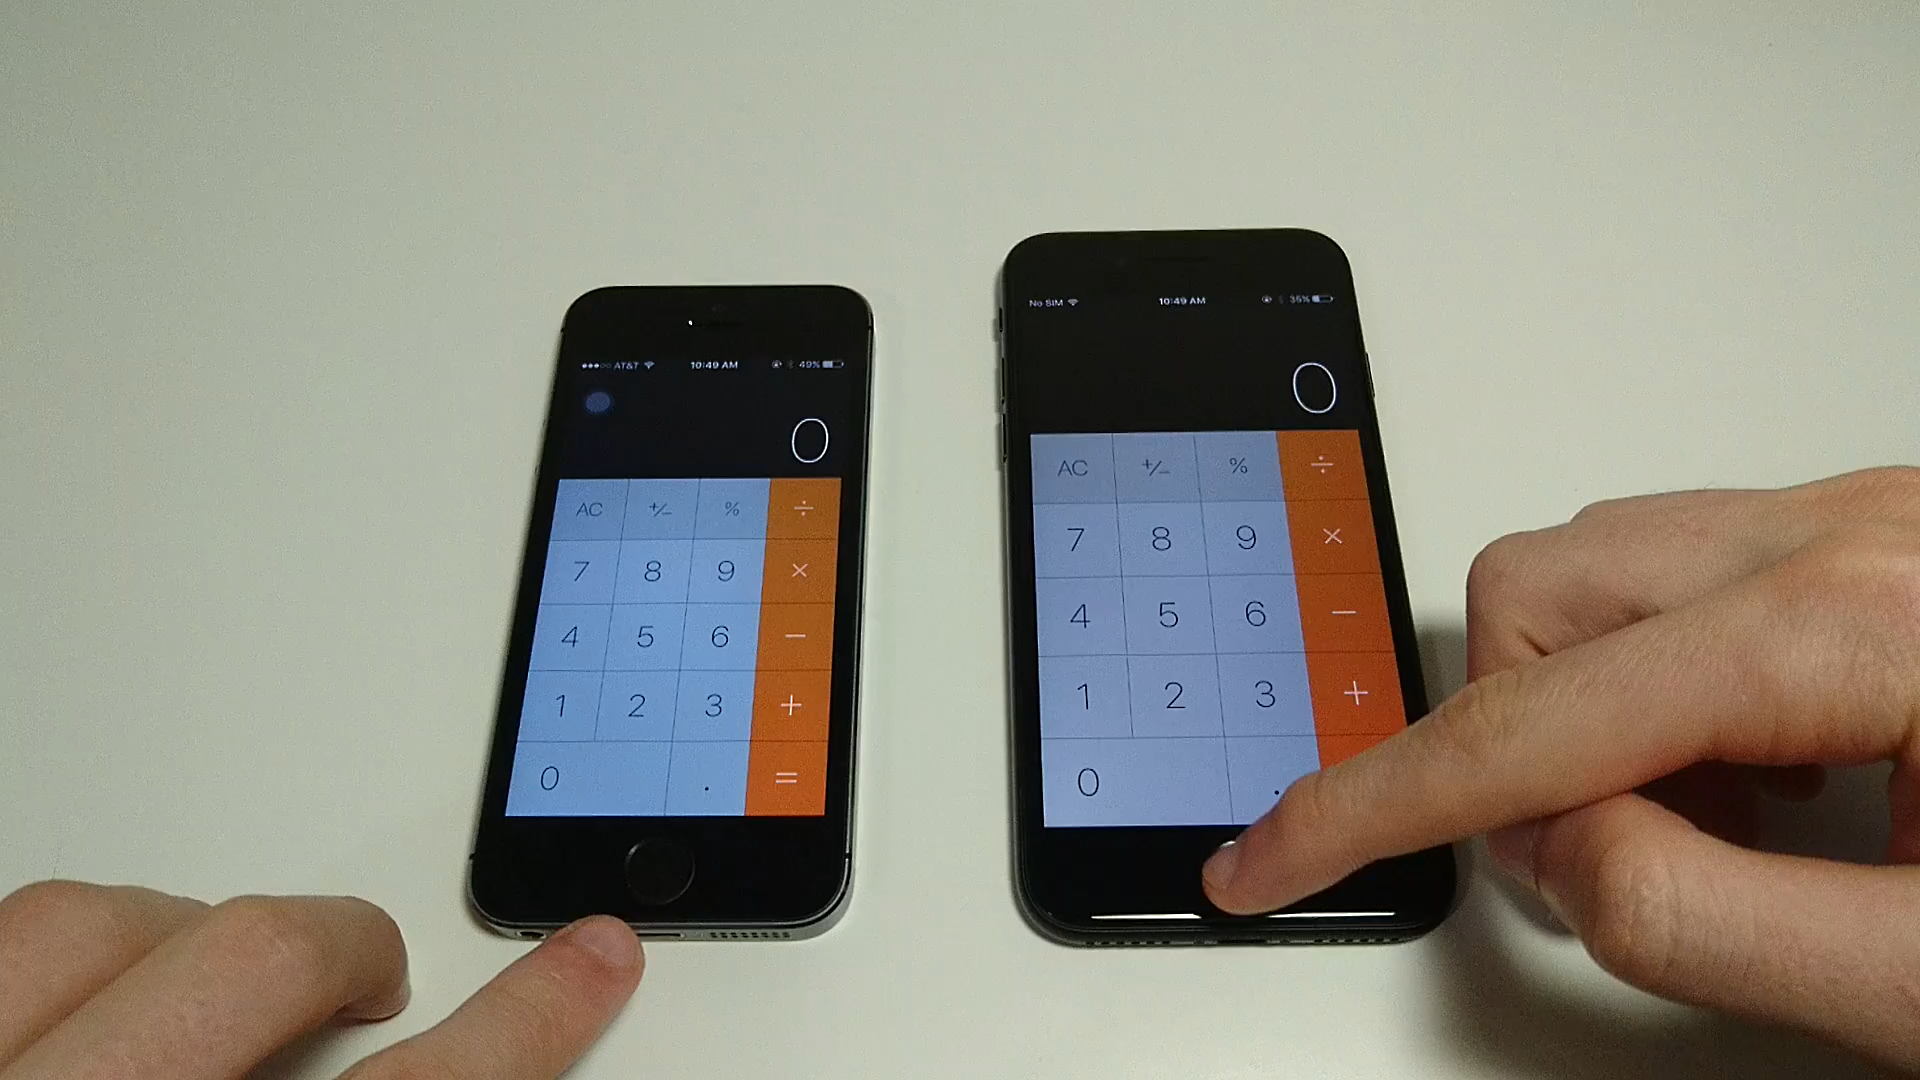 ●●●○○ AT&T 10:49 AM 49%
0
AC +/− % ÷
7 8 9 ×
4 5 6 −
1 2 3 +
0 . =
No SIM 10:49 AM 35%
0
AC +/− % ÷
7 8 9 ×
4 5 6 −
1 2 3 +
0 .